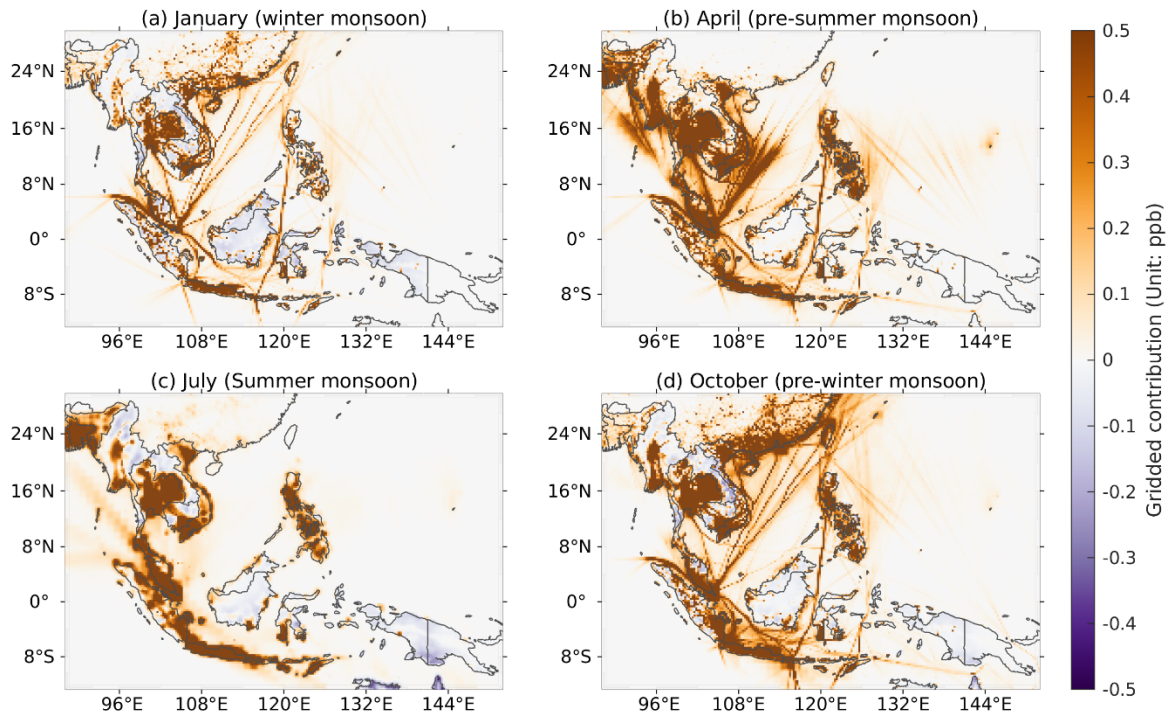 (a) January (winter monsoon)
(b) April (pre-summer monsoon)
24°N
16°N
8°N
0°
8°S
96°E 108°E 120°E 132°E 144°E
24°N
16°N
8°N
0°
8°S
96°E 108°E 120°E 132°E 144°E
(c) July (Summer monsoon)
(d) October (pre-winter monsoon)
24°N
16°N
8°N
0°
8°S
96°E 108°E 120°E 132°E 144°E
24°N
16°N
8°N
0°
8°S
96°E 108°E 120°E 132°E 144°E
0.5
0.4
0.3
0.2
0.1
0
-0.1
-0.2
-0.3
-0.4
-0.5
Gridded contribution (Unit: ppb)